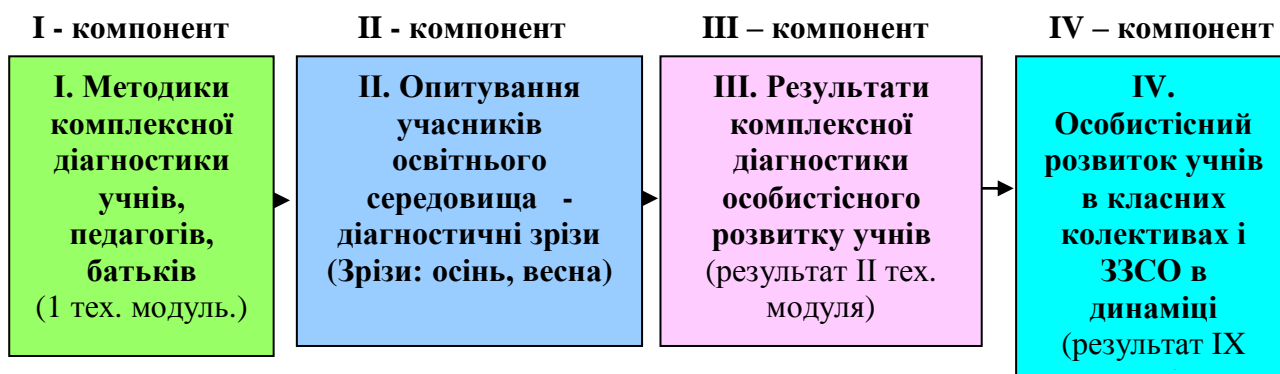 I - компонент
II - компонент
III – компонент
IV – компонент
I. Методики
комплексної
діагностики
учнів,
педагогів,
батьків
(1 тех. модуль.)
II. Опитування
учасників
освітнього
середовища -
діагностичні зрізи
(Зрізи: осінь, весна)
III. Результати
комплексної
діагностики
особистісного
розвитку учнів
(результат II тех.
модуля)
IV.
Особистісний
розвиток учнів
в класних
колективах і
ЗЗСО в
динаміці
(результат IX